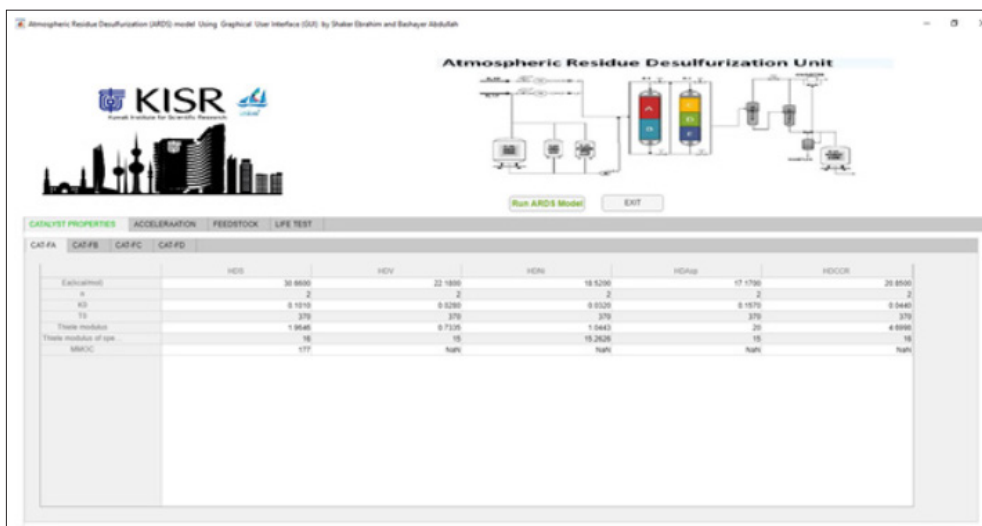 Atmospheric Residue Desulfurization (ARDS) model Using Graphical User Interface (GUI) by Shaker Ebrahim and Bashayer Abdullah
Atmospheric Residue Desulfurization Unit
KISR
Kuwait Institute for Scientific Research
A
B
C
D
E
Run ARDS Model EXIT
CATALYST PROPERTIES ACCELERAATION FEEDSTOCK LIFE TEST
CAT-FA CAT-FB CAT-FC CAT-FD
HDS HDV HDNi HDAsp HDCCR
Ea(kcal/mol) 30.6600 22.1800 18.5200 17.1700 20.8500
n 2 2 2 2 2
K0 0.1010 0.0280 0.0320 0.1570 0.0440
T0 370 370 370 370 370
Thiele modulus 1.9646 0.7335 1.0443 20 4.6998
Thiele modulus of spe... 16 15 15.2626 15 16
MMOC 177 NaN NaN NaN NaN